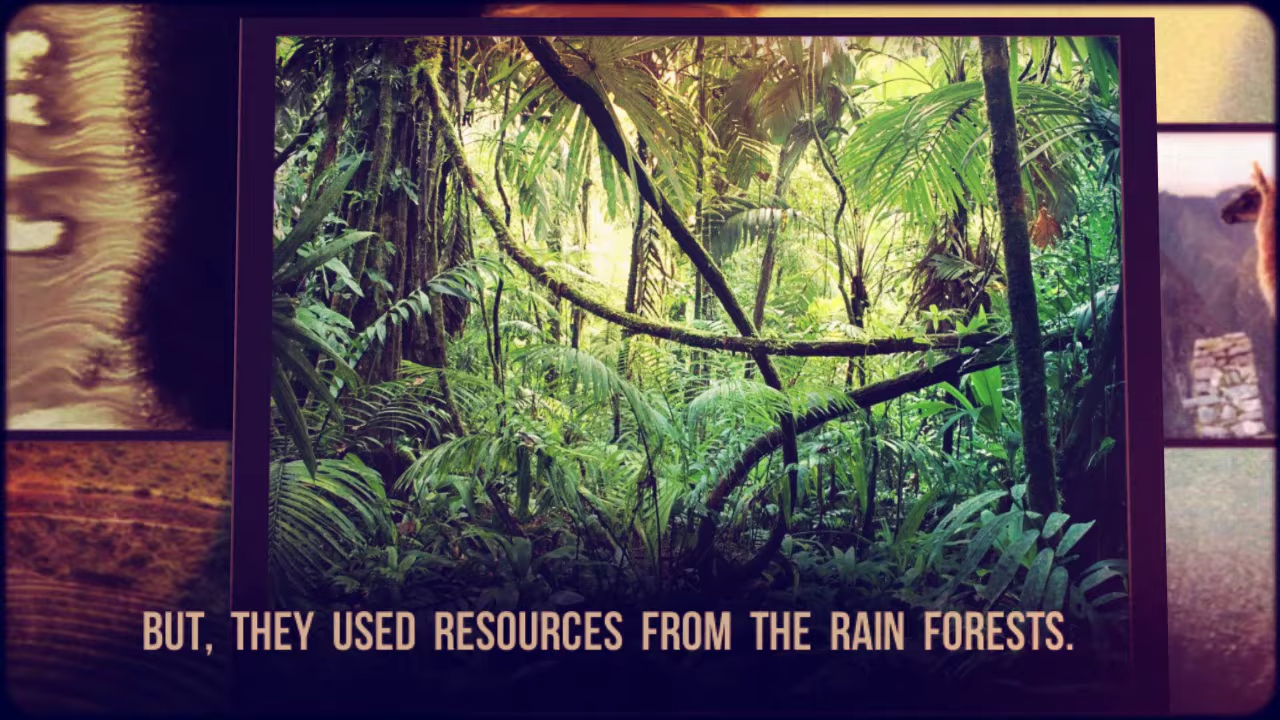 BUT, THEY USED RESOURCES FROM THE RAIN FORESTS.